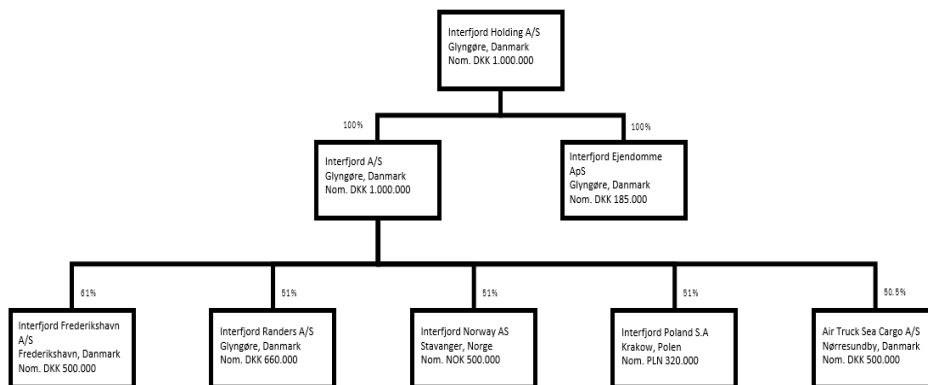 Interfjord Holding A/S
Glyngøre, Danmark
Nom. DKK 1.000.000
100%
100%
Interfjord A/S
Glyngøre, Danmark
Nom. DKK 1.000.000
Interfjord Ejendomme
ApS
Glyngøre, Danmark
Nom. DKK 185.000
61%
51%
51%
51%
50.5%
Interfjord Frederikshavn
A/S
Frederikshavn, Danmark
Nom. DKK 500.000
Interfjord Randers A/S
Glyngøre, Danmark
Nom. DKK 660.000
Interfjord Norway AS
Stavanger, Norge
Nom. NOK 500.000
Interfjord Poland S.A
Krakow, Polen
Nom. PLN 320.000
Air Truck Sea Cargo A/S
Nørresundby, Danmark
Nom. DKK 500.000